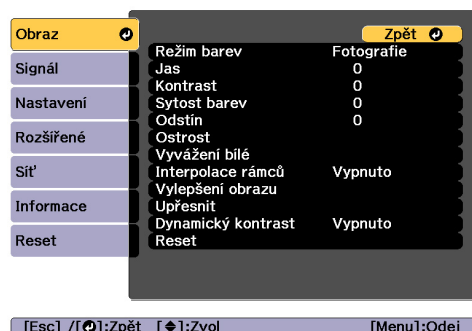 Obraz
Signál
Nastavení
Rozšířené
Síť
Informace
Reset
Zpět
Režim barev Fotografie
Jas 0
Kontrast 0
Sytost barev 0
Odstín 0
Ostrost
Vyvážení bílé
Interpolace rámců Vypnuto
Vylepšení obrazu
Upřesnit
Dynamický kontrast Vypnuto
Reset
[Esc] /[ ]:Zpět [ ]:Zvol [Menu]:Odej